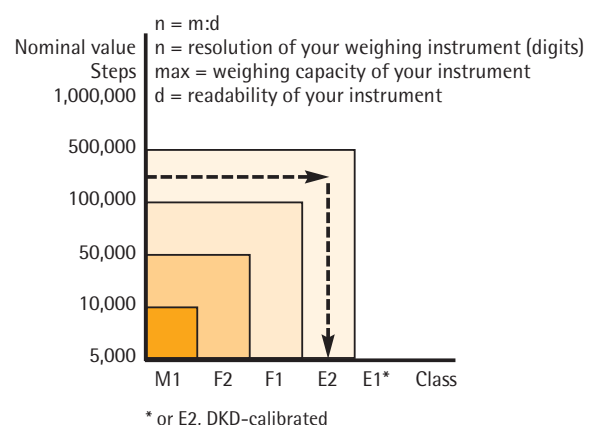 n = m:d
Nominal value n = resolution of your weighing instrument (digits)
Steps max = weighing capacity of your instrument
1,000,000 d = readability of your instrument
500,000
100,000
50,000
10,000
5,000
M1 F2 F1 E2 E1* Class
* or E2, DKD-calibrated